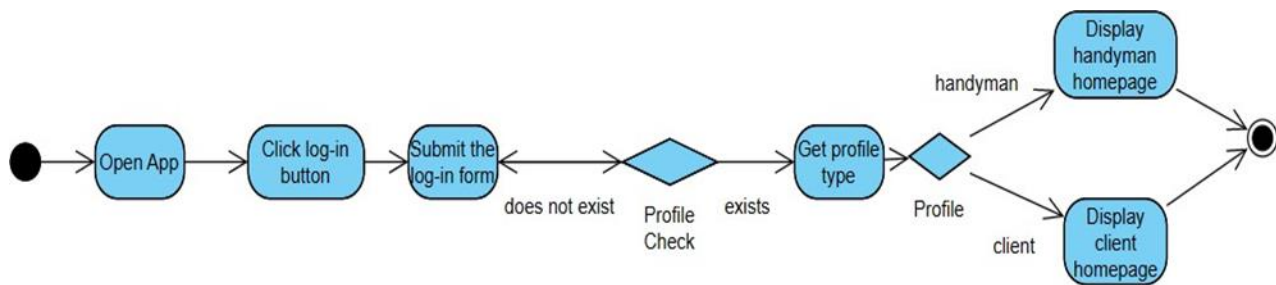 Open App
Click log-in
button
Submit the
log-in form
does not exist
Profile
Check
exists
Get profile
type
Profile
handyman
Display
handyman
homepage
client
Display
client
homepage